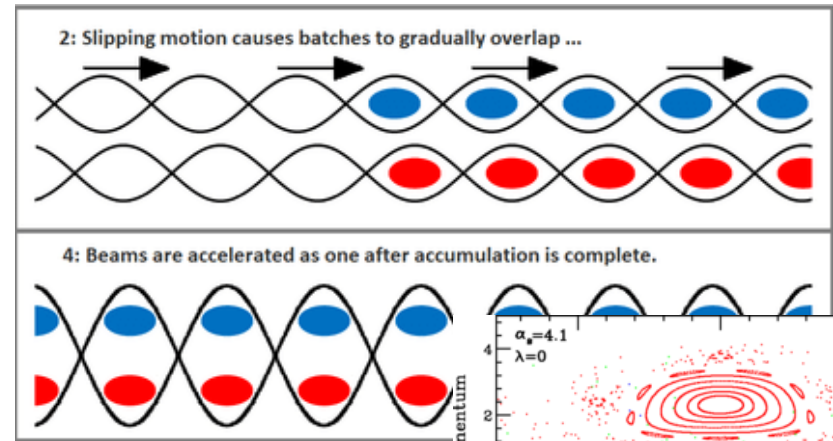 2: Slipping motion causes batches to gradually overlap ...
4: Beams are accelerated as one after accumulation is complete.
αs=4.1
λ=0
4
2